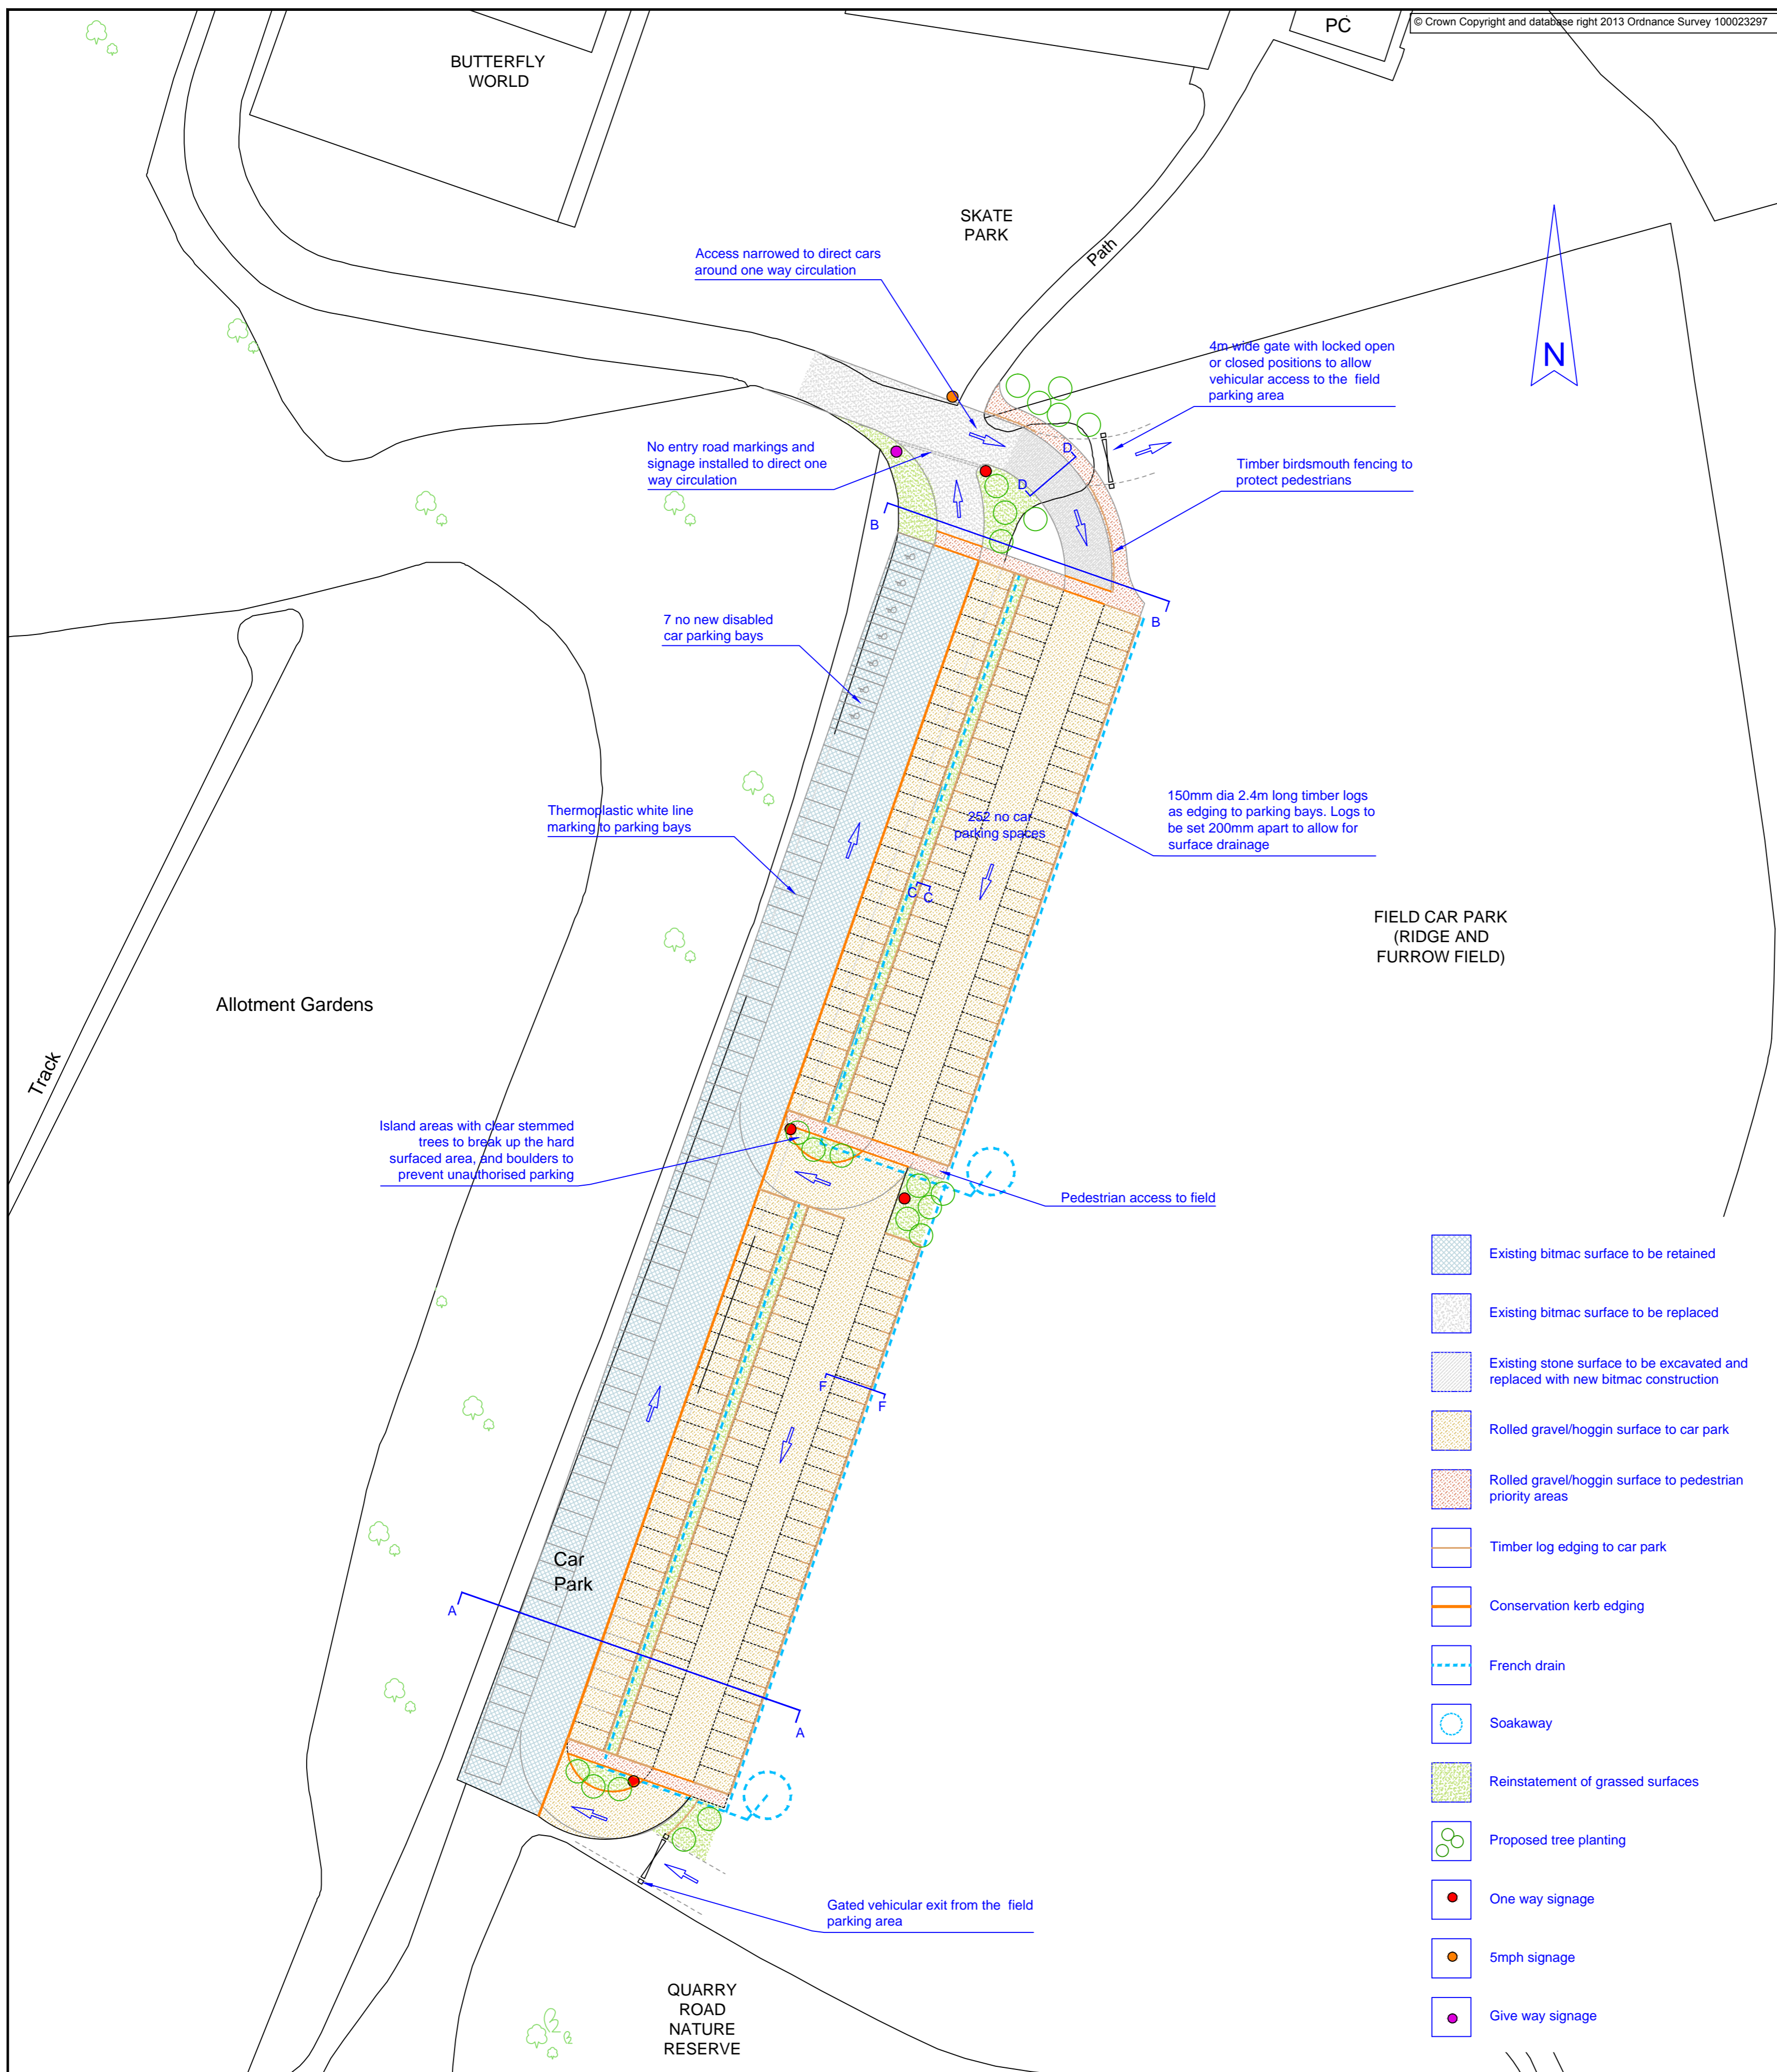 © Crown Copyright and database right 2013 Ordnance Survey 100023297
PC
BUTTERFLY
WORLD
SKATE
PARK
Path
Access narrowed to direct cars
around one way circulation
4m wide gate with locked open
or closed positions to allow
vehicular access to the field
parking area
N
No entry road markings and
signage installed to direct one
way circulation
Timber birdsmouth fencing to
protect pedestrians
D
D
B
B
7 no new disabled
car parking bays
Thermoplastic white line
marking to parking bays
252 no car
parking spaces
150mm dia 2.4m long timber logs
as edging to parking bays. Logs to
be set 200mm apart to allow for
surface drainage
C
C
FIELD CAR PARK
(RIDGE AND
FURROW FIELD)
Allotment Gardens
Track
Island areas with clear stemmed
trees to break up the hard
surfaced area, and boulders to
prevent unauthorised parking
Pedestrian access to field
F
F
Car
Park
A
A
Gated vehicular exit from the field
parking area
QUARRY
ROAD
NATURE
RESERVE
Existing bitmac surface to be retained
Existing bitmac surface to be replaced
Existing stone surface to be excavated and
replaced with new bitmac construction
Rolled gravel/hoggin surface to car park
Rolled gravel/hoggin surface to pedestrian
priority areas
Timber log edging to car park
Conservation kerb edging
French drain
Soakaway
Reinstatement of grassed surfaces
Proposed tree planting
One way signage
5mph signage
Give way signage